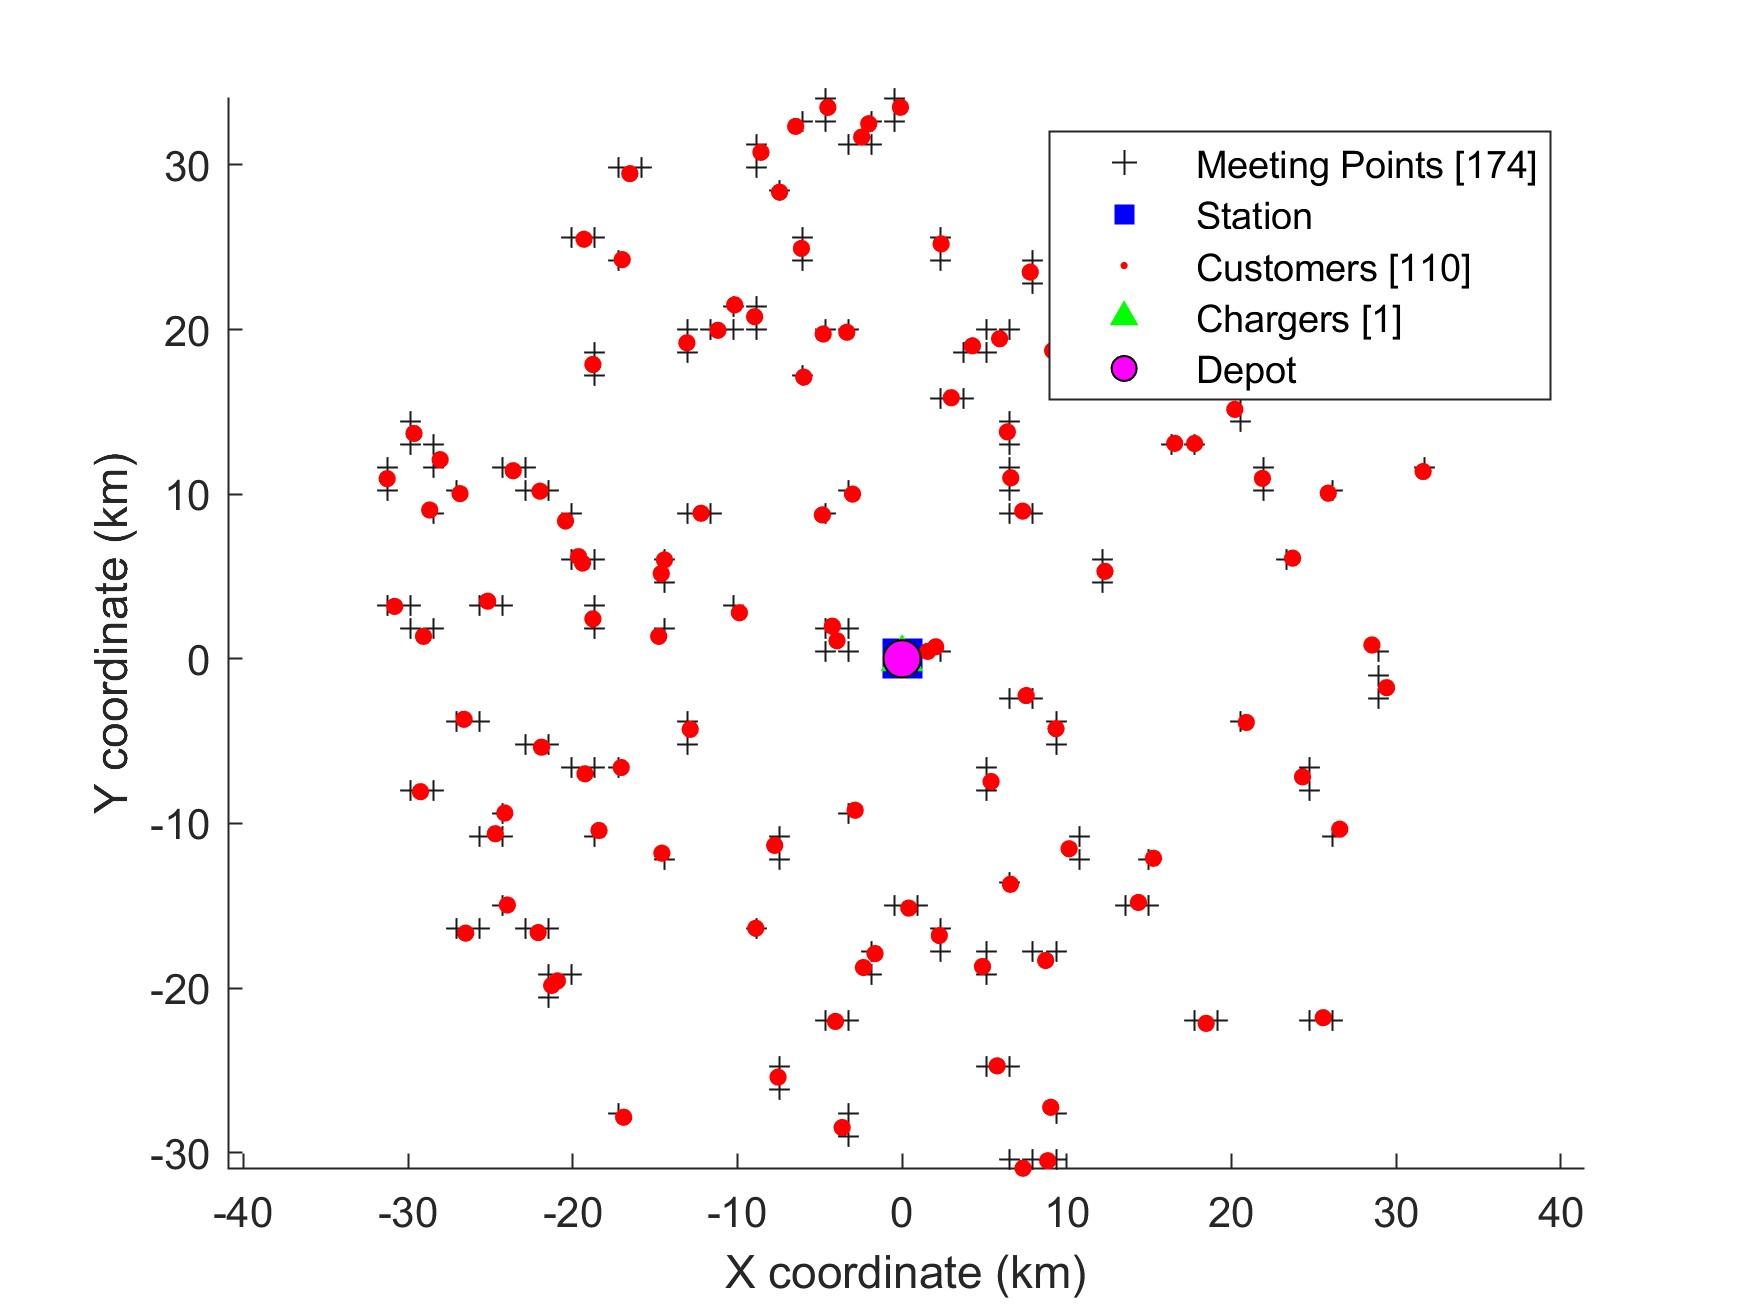 30
20
10
0
-10
-20
-30
Y coordinate (km)
Meeting Points [174]
Station
Customers [110]
Chargers [1]
Depot
-40 -30 -20 -10 0 10 20 30 40
X coordinate (km)